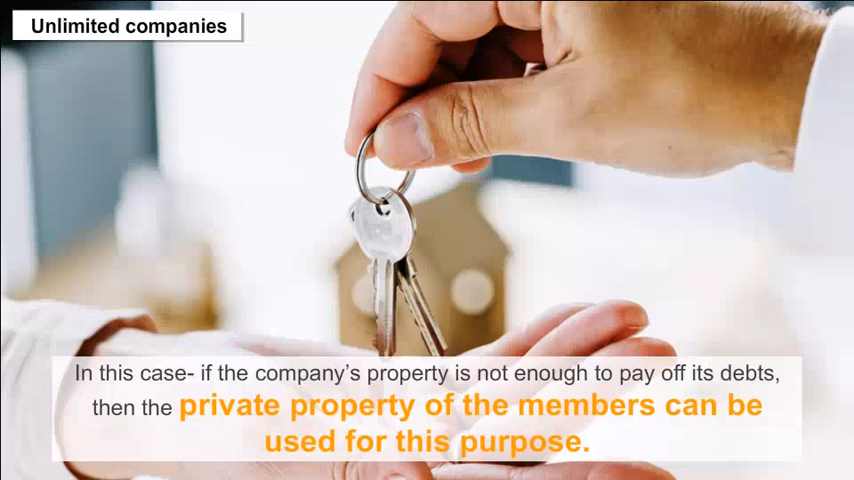 Unlimited companies
In this case- if the company’s property is not enough to pay off its debts,
then the private property of the members can be
used for this purpose.